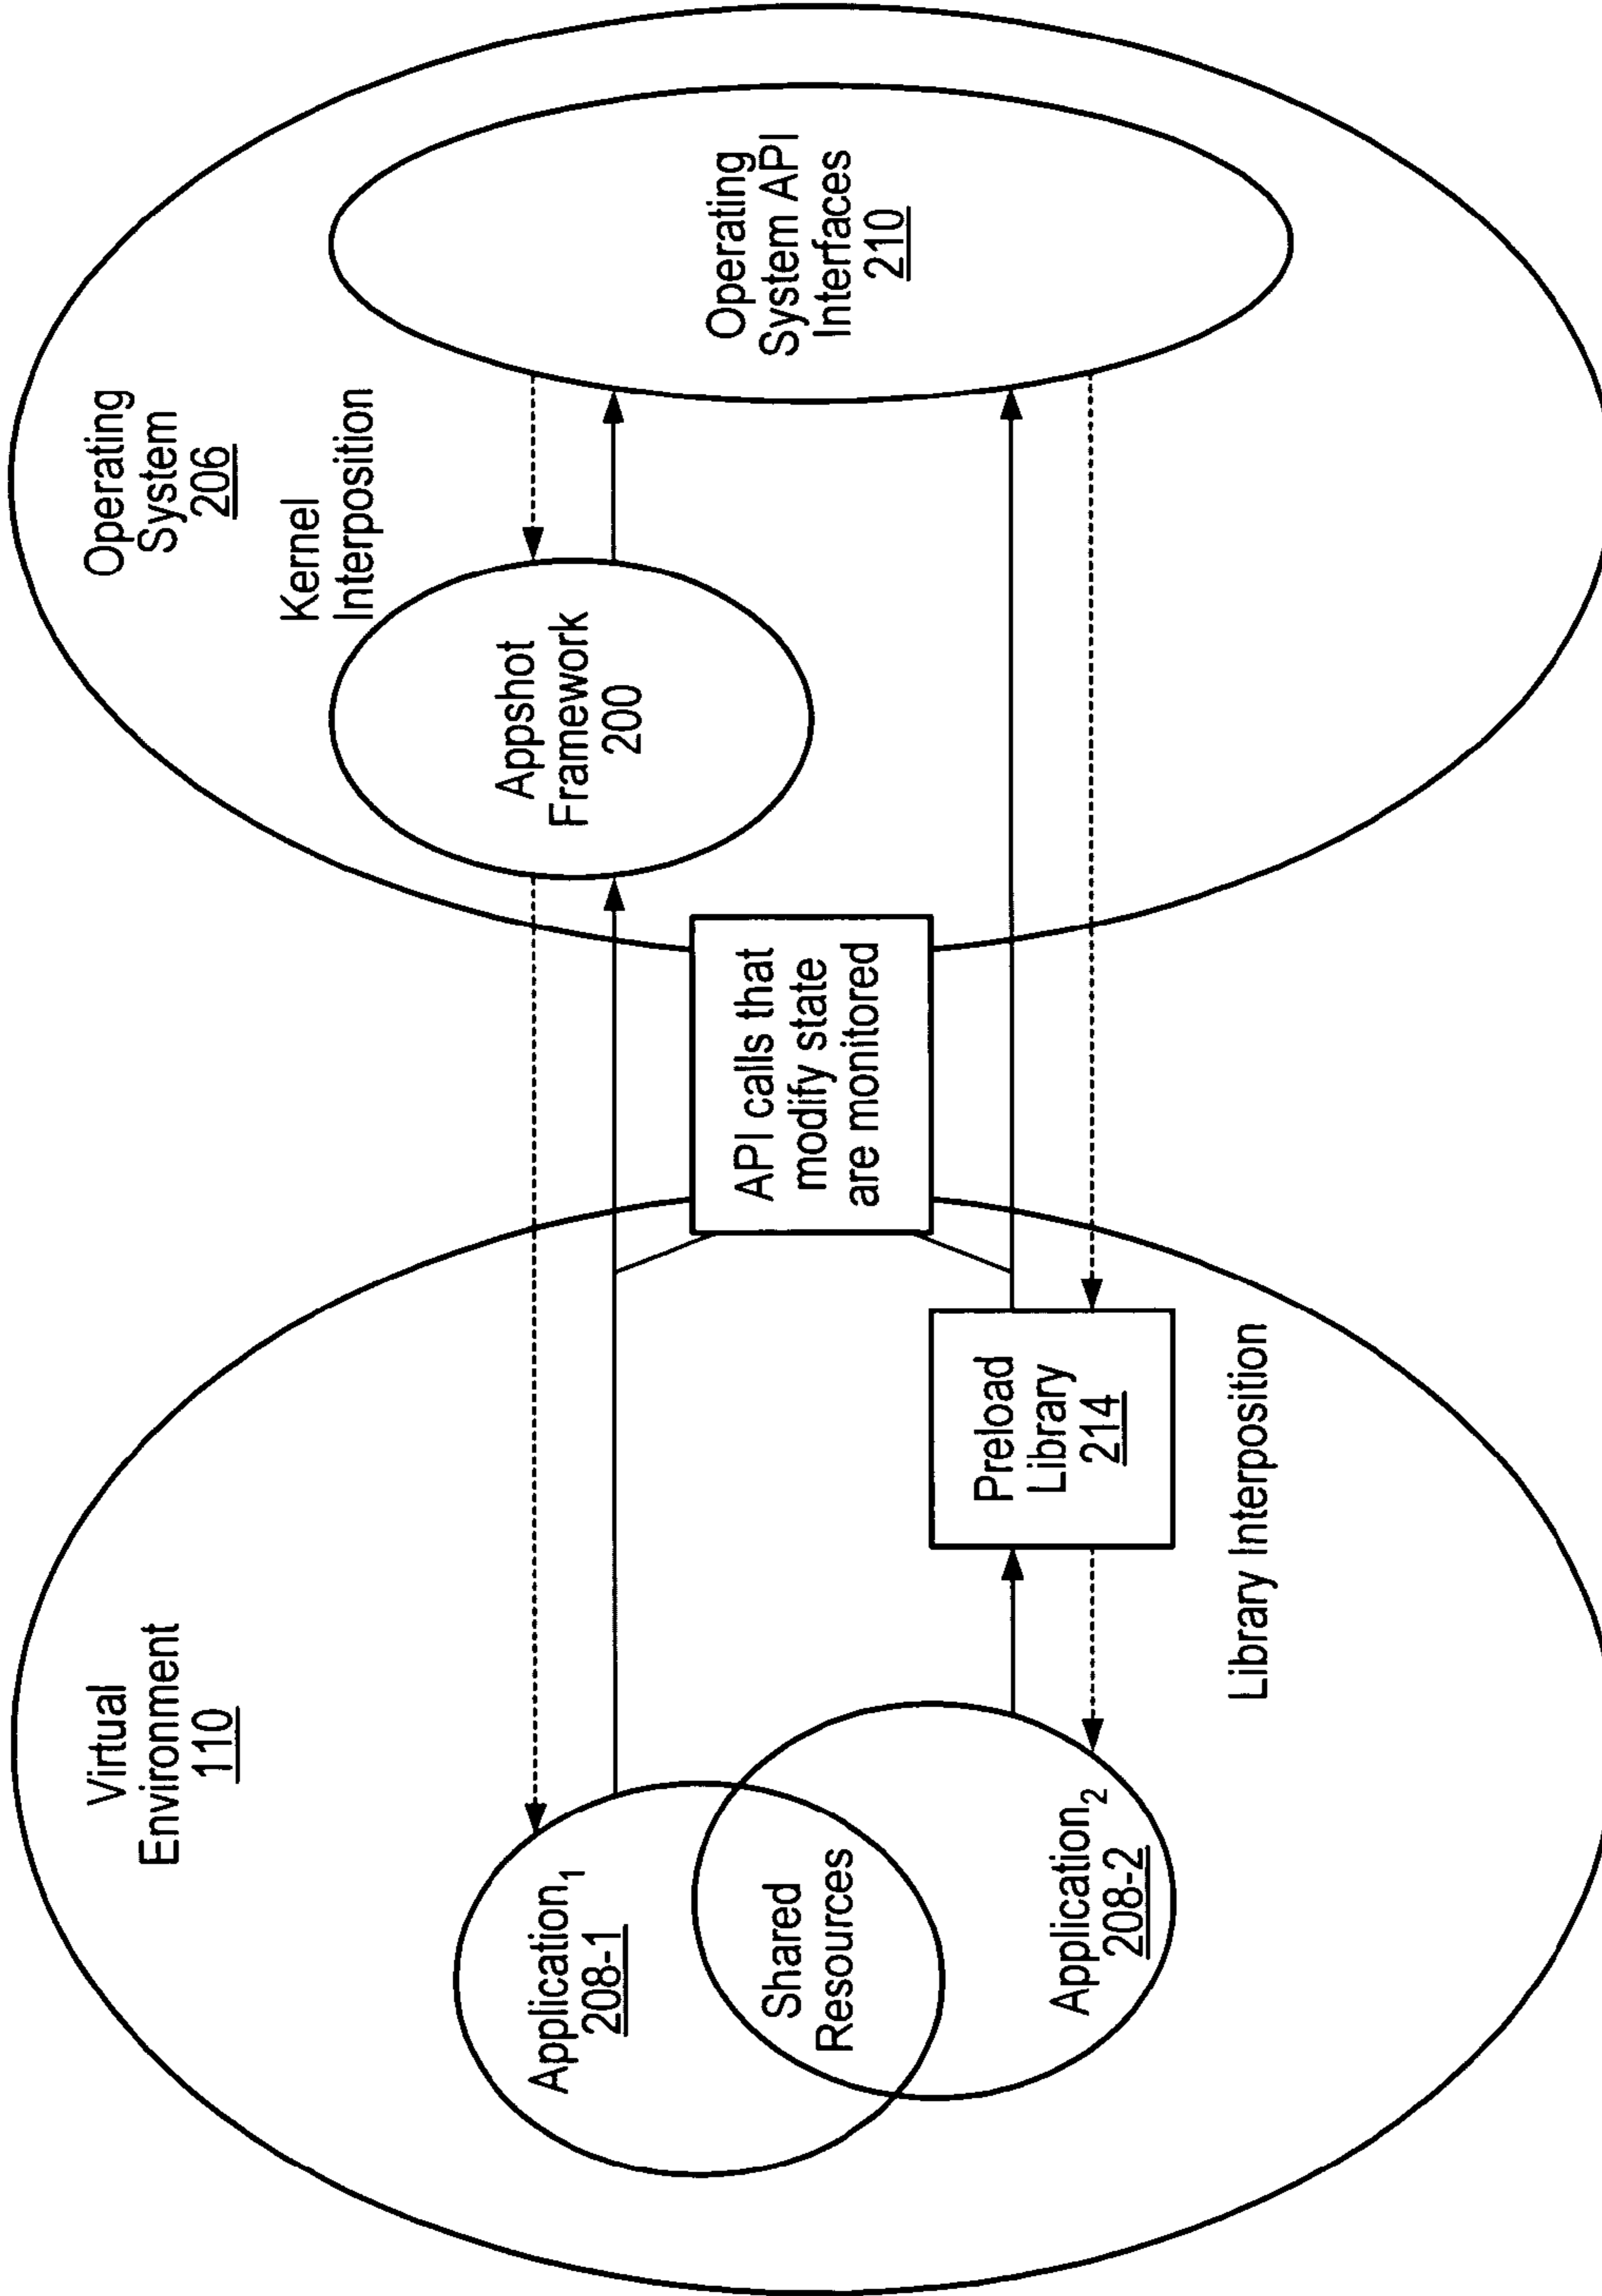 Virtual
Environment
110
Application1
208-1
Shared
Resources
Application2
208-2
Preload
Library
214
Library Interposition
API calls that
modify state
are monitored
Operating
System
206
Kernel
Interposition
Appshot
Framework
200
Operating
System API
Interfaces
210